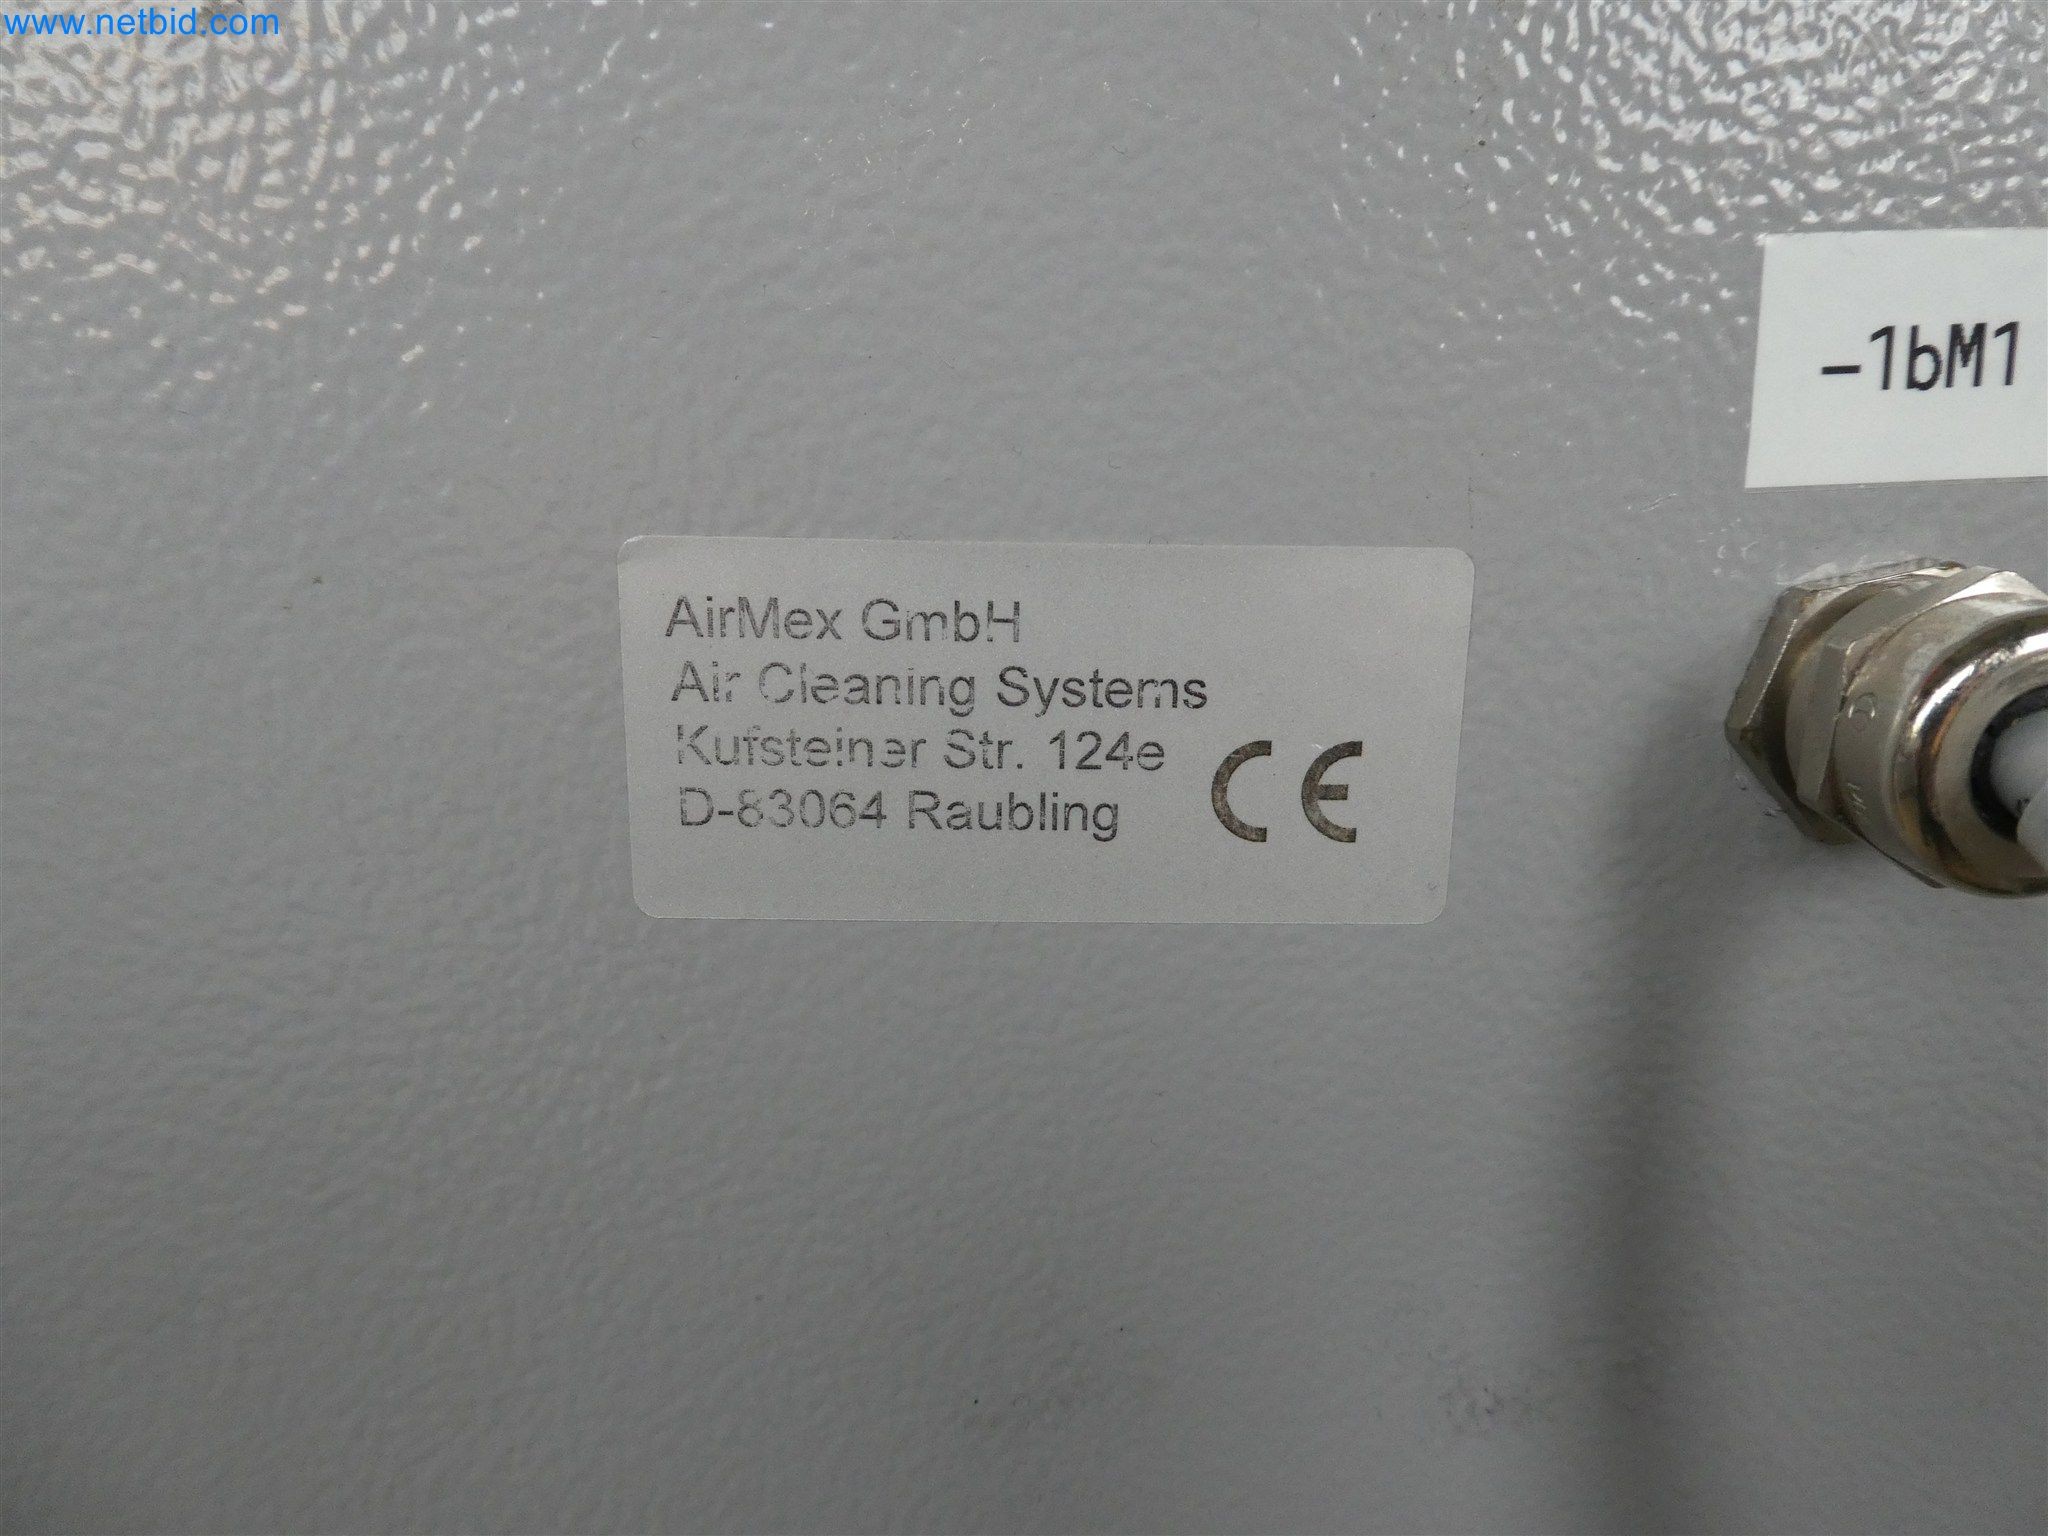 www.netbid.com
-1bM1
AirMex GmbH
Air Cleaning Systems
Kufsteiner Str. 124e
D-83064 Raubling
CE